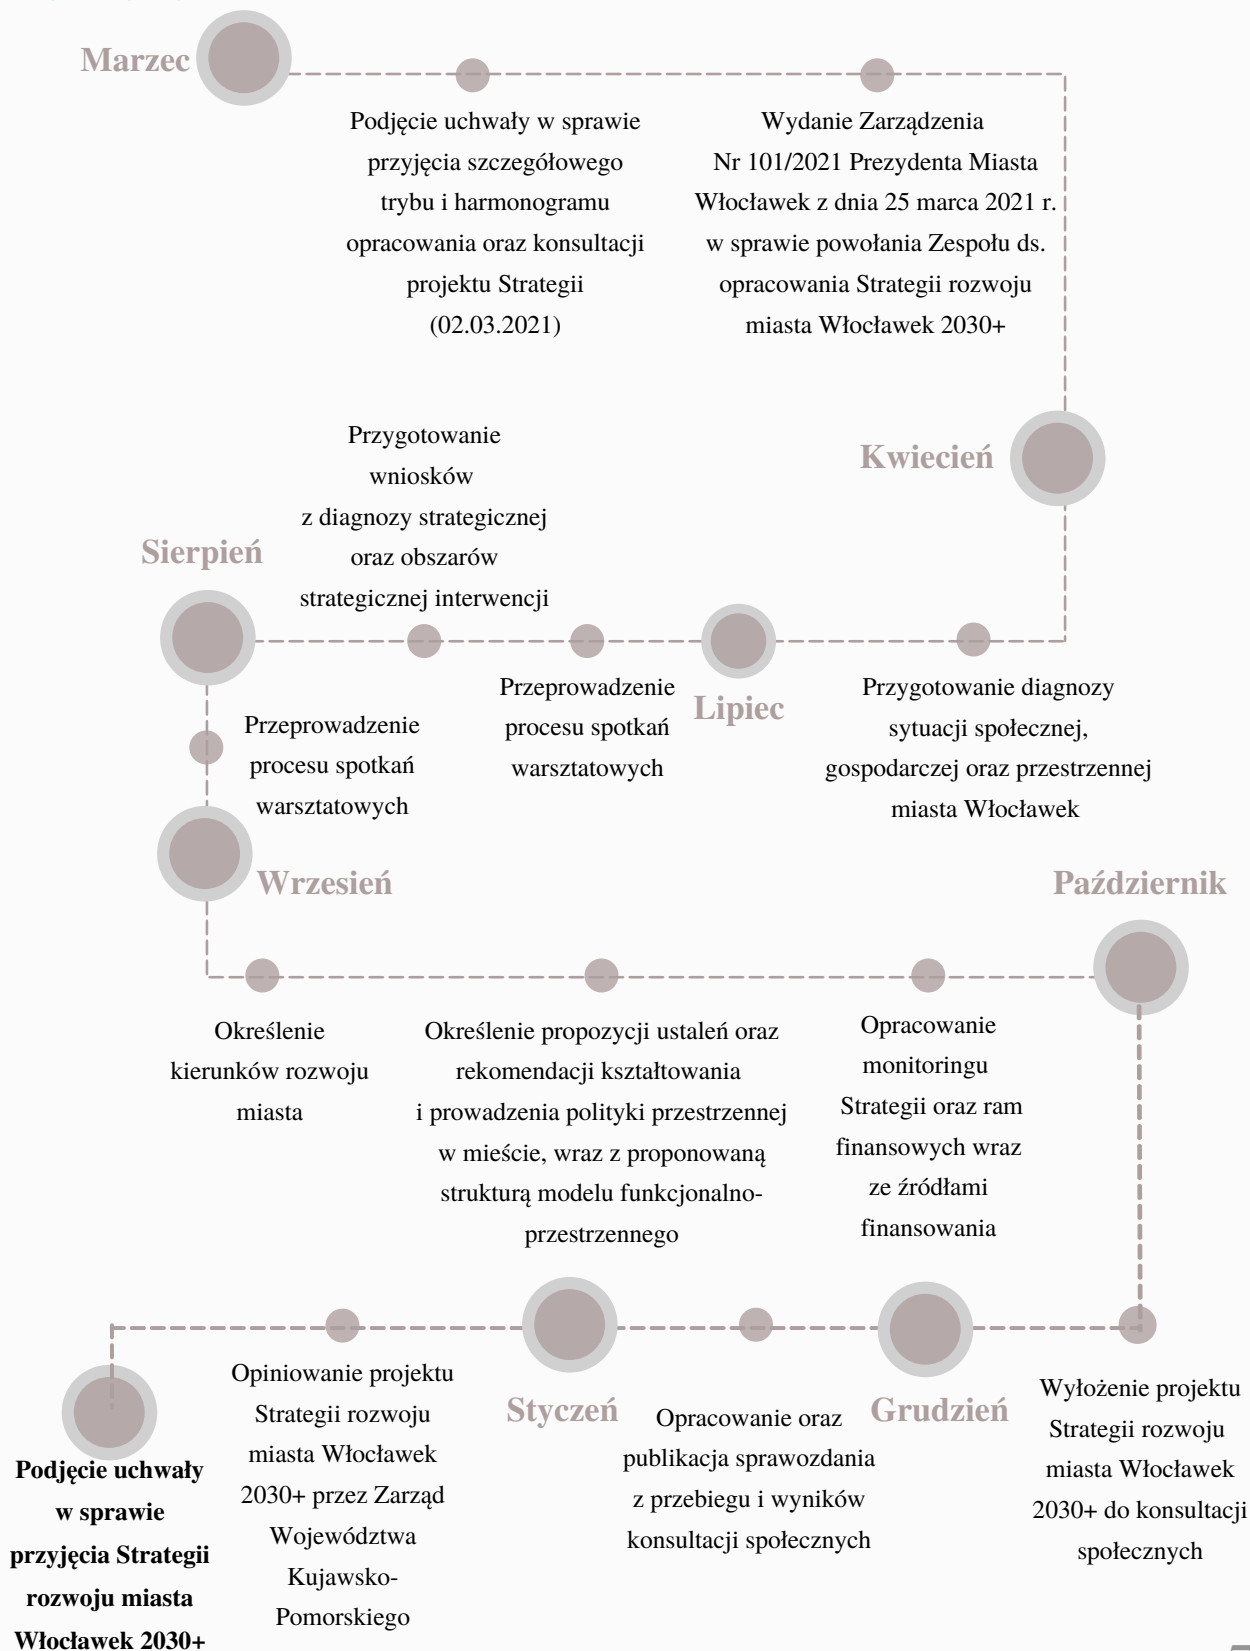 Marzec
Podjęcie uchwały w sprawie
przyjęcia szczegółowego
trybu i harmonogramu
opracowania oraz konsultacji
projektu Strategii
(02.03.2021)
Wydanie Zarządzenia
Nr 101/2021 Prezydenta Miasta
Włocławek z dnia 25 marca 2021 r.
w sprawie powołania Zespołu ds.
opracowania Strategii rozwoju
miasta Włocławek 2030+
Kwiecień
Przygotowanie diagnozy
sytuacji społecznej,
gospodarczej oraz przestrzennej
miasta Włocławek
Lipiec
Przeprowadzenie
procesu spotkań
warsztatowych
Przygotowanie
wniosków
z diagnozy strategicznej
oraz obszarów
strategicznej interwencji
Sierpień
Przeprowadzenie
procesu spotkań
warsztatowych
Wrzesień
Określenie
kierunków rozwoju
miasta
Określenie propozycji ustaleń oraz
rekomendacji kształtowania
i prowadzenia polityki przestrzennej
w mieście, wraz z proponowaną
strukturą modelu funkcjonalno-
przestrzennego
Opracowanie
monitoringu
Strategii oraz ram
finansowych wraz
ze źródłami
finansowania
Październik
Wyłożenie projektu
Strategii rozwoju
miasta Włocławek
2030+ do konsultacji
społecznych
Grudzień
Opracowanie oraz
publikacja sprawozdania
z przebiegu i wyników
konsultacji społecznych
Styczeń
Opiniowanie projektu
Strategii rozwoju
miasta Włocławek
2030+ przez Zarząd
Województwa
Kujawsko-
Pomorskiego
Podjęcie uchwały
w sprawie
przyjęcia Strategii
rozwoju miasta
Włocławek 2030+